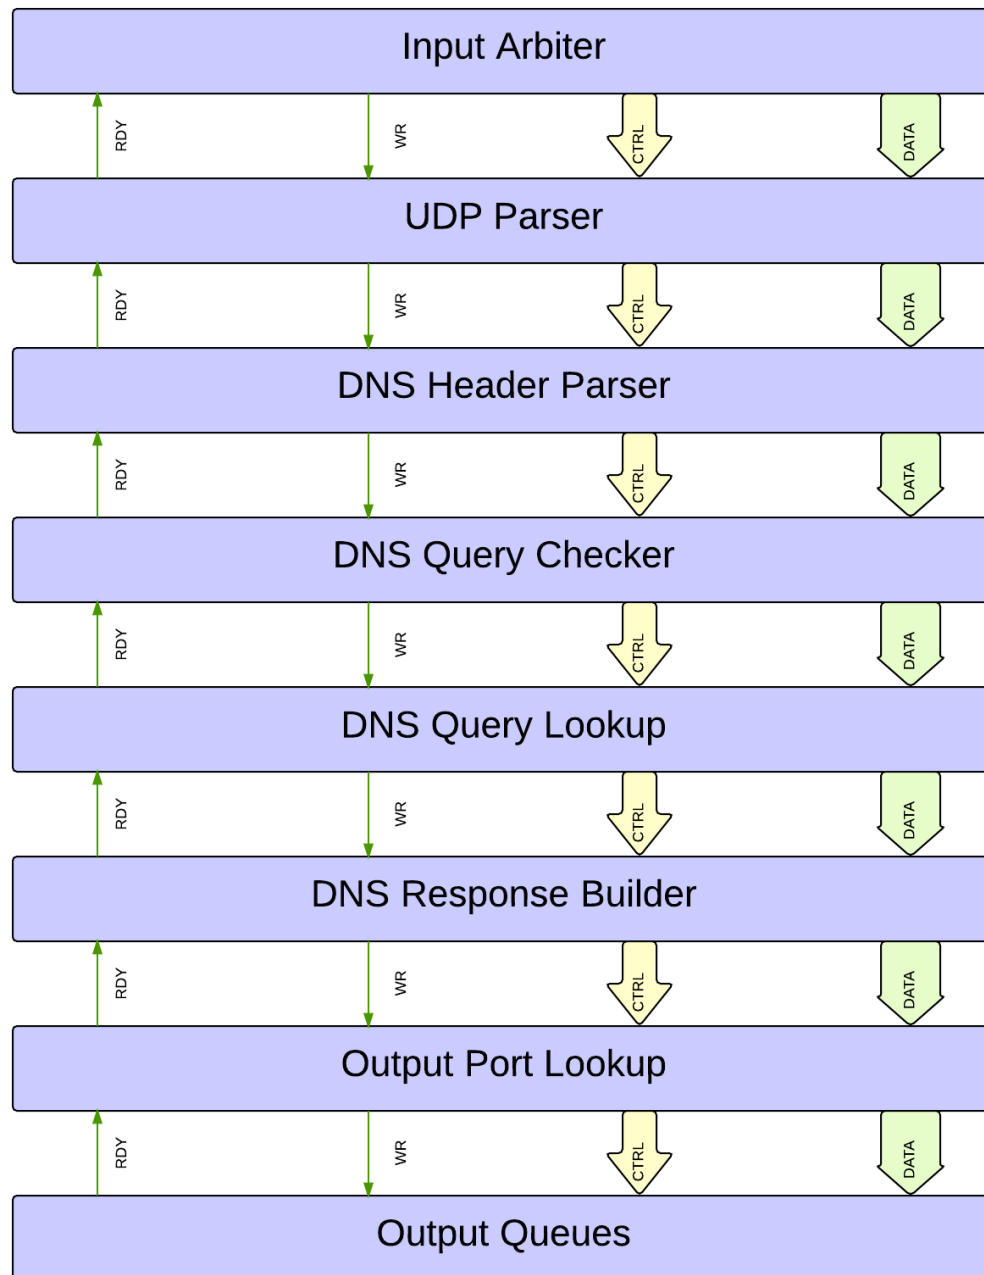 Input Arbiter
RDY
WR
CTRL
DATA
UDP Parser
RDY
WR
CTRL
DATA
DNS Header Parser
RDY
WR
CTRL
DATA
DNS Query Checker
RDY
WR
CTRL
DATA
DNS Query Lookup
RDY
WR
CTRL
DATA
DNS Response Builder
RDY
WR
CTRL
DATA
Output Port Lookup
RDY
WR
CTRL
DATA
Output Queues